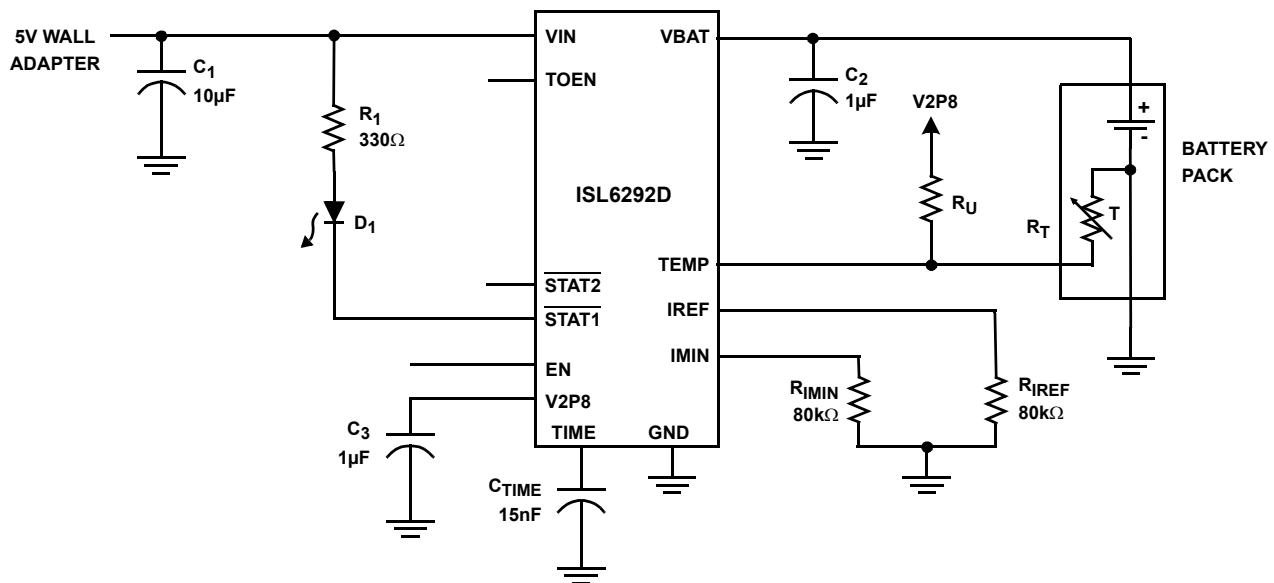 5V WALL
ADAPTER
C1
10µF
R1
330Ω
D1
VIN
TOEN
STAT2
STAT1
EN
V2P8
TIME
GND
ISL6292D
VBAT
TEMP
IREF
IMIN
C2
1µF
V2P8
RU
+
-
T
RT
BATTERY
PACK
RIMIN
80kΩ
RIREF
80kΩ
C3
1µF
CTIME
15nF